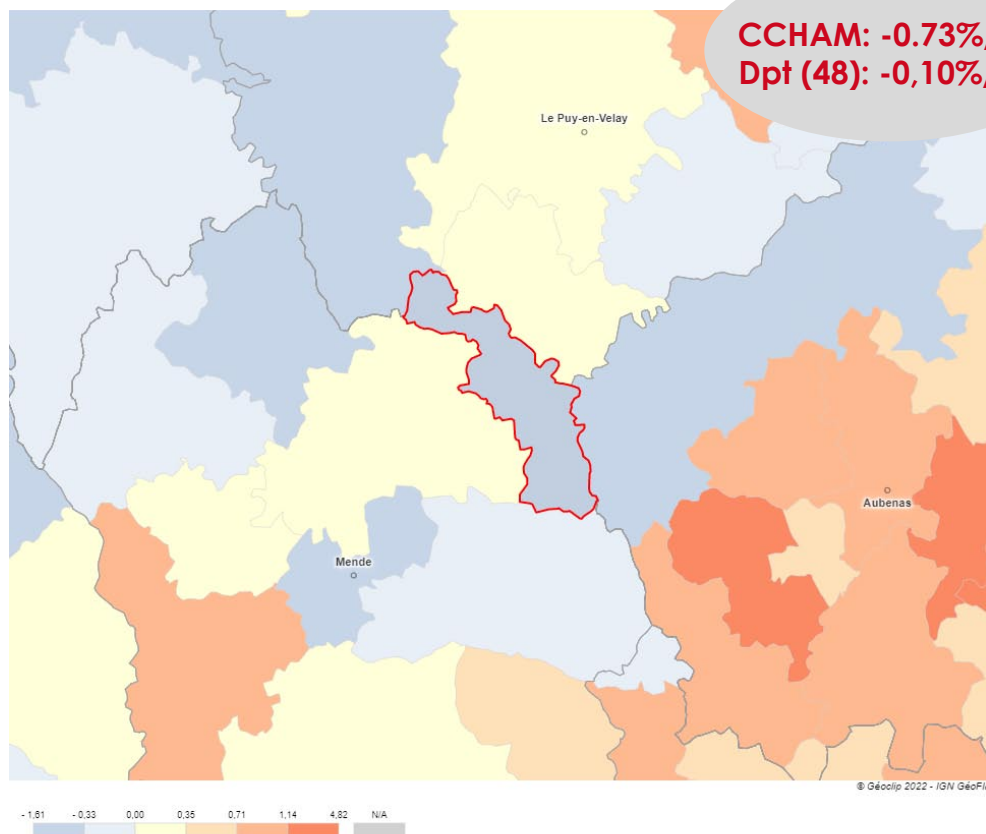 CCHAM: -0.73%/
Dpt (48): -0,10%/
Le Puy-en-Velay
Aubenas
Mende
© Géoclip 2022 - IGN GéoFl
- 1,61 - 0,33 0,00 0,35 0,71 1,14 4,82 N/A